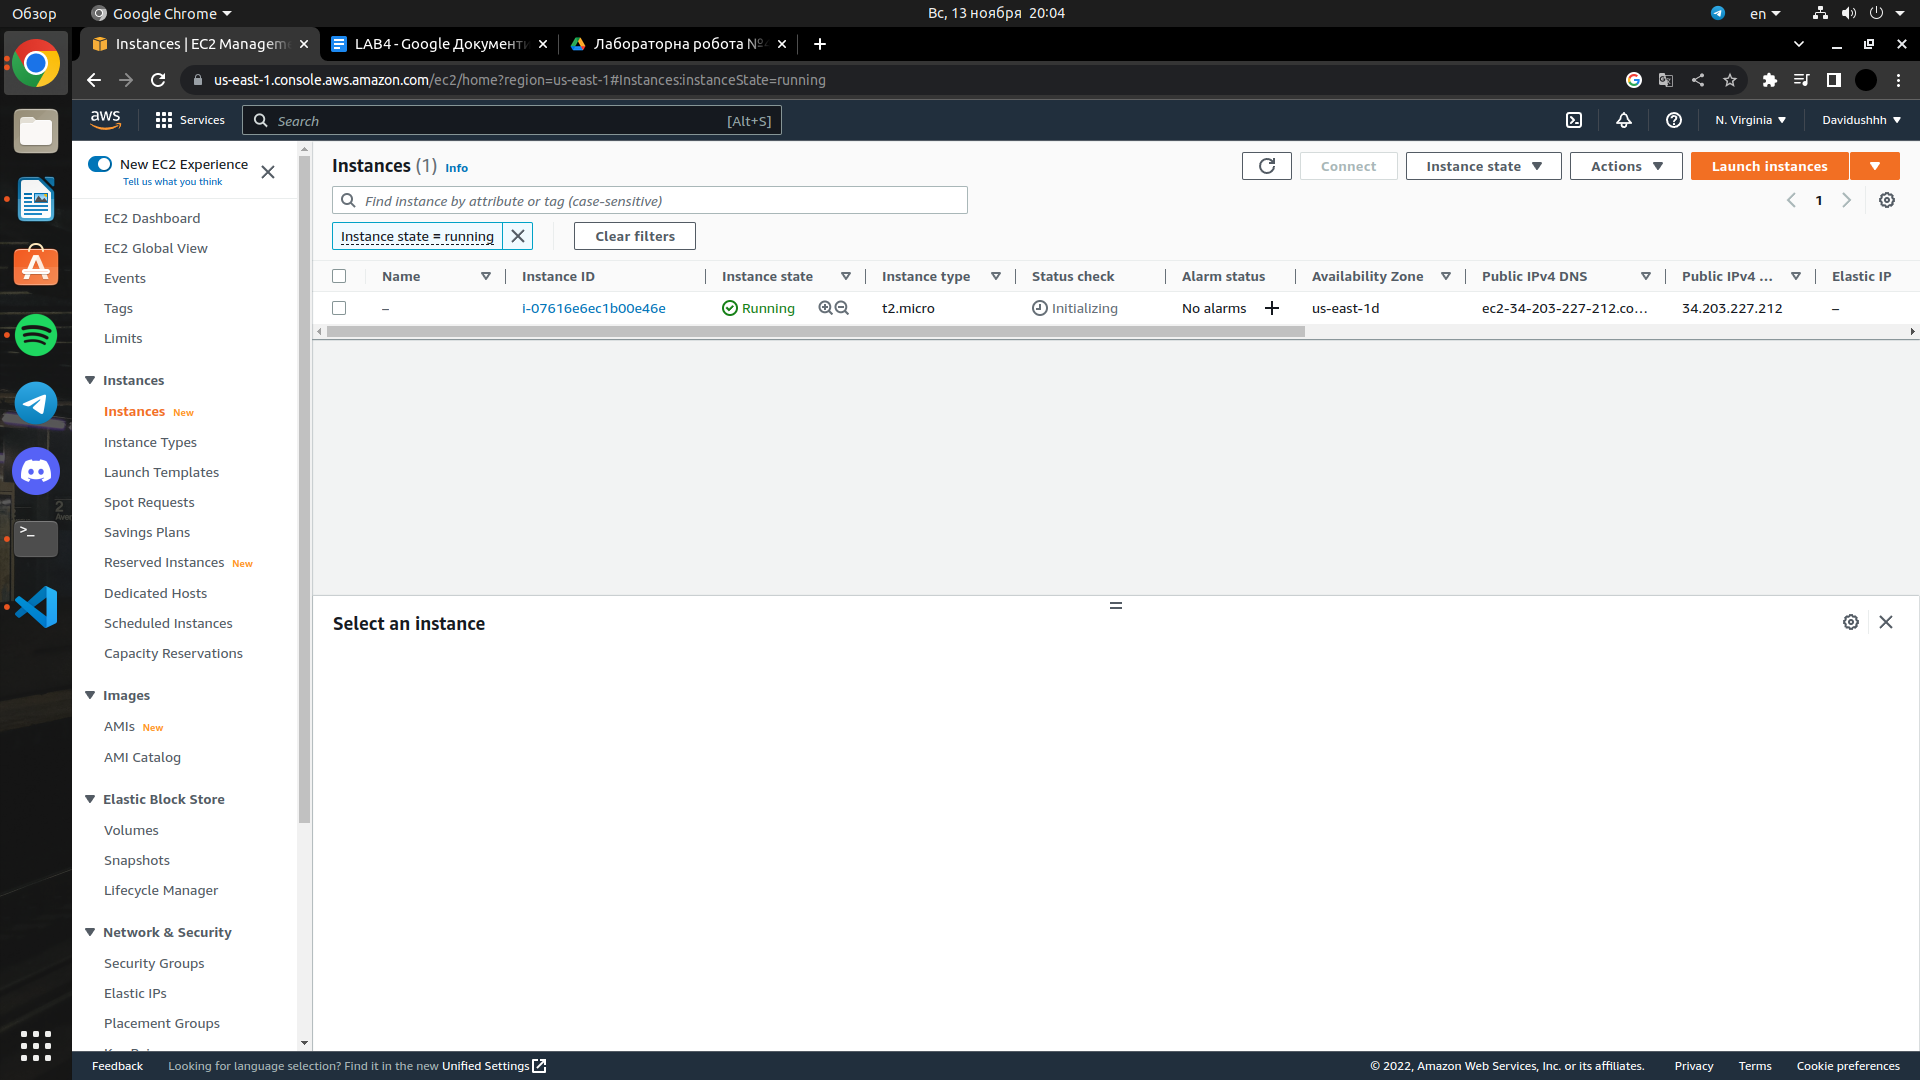 Обзор
Google Chrome
Вс, 13 ноября 20:04
en
Instances | EC2 Managem
LAB4 - Google Документи
Лабораторна робота №
us-east-1.console.aws.amazon.com/ec2/home?region=us-east-1#Instances:instanceState=running
aws
Services
Search
[Alt+S]
N. Virginia
Davidushhh
New EC2 Experience
Tell us what you think
EC2 Dashboard
EC2 Global View
Events
Tags
Limits
Instances
Instances New
Instance Types
Launch Templates
Spot Requests
Savings Plans
Reserved Instances New
Dedicated Hosts
Scheduled Instances
Capacity Reservations
Images
AMIs New
AMI Catalog
Elastic Block Store
Volumes
Snapshots
Lifecycle Manager
Network & Security
Security Groups
Elastic IPs
Placement Groups
Instances (1) Info
Connect
Instance state
Actions
Launch instances
Find instance by attribute or tag (case-sensitive)
1
Instance state = running
Clear filters
Name
Instance ID
Instance state
Instance type
Status check
Alarm status
Availability Zone
Public IPv4 DNS
Public IPv4 ...
Elastic IP
–
i-07616e6ec1b00e46e
Running
t2.micro
Initializing
No alarms
us-east-1d
ec2-34-203-227-212.co...
34.203.227.212
–
Select an instance
Feedback
Looking for language selection? Find it in the new Unified Settings
© 2022, Amazon Web Services, Inc. or its affiliates.
Privacy
Terms
Cookie preferences